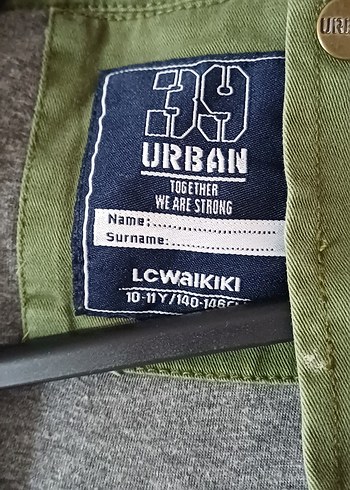 39
URBAN
TOGETHER
WE ARE STRONG
Name:
Surname:
LCWAIKIKI
10-11Y/140-146